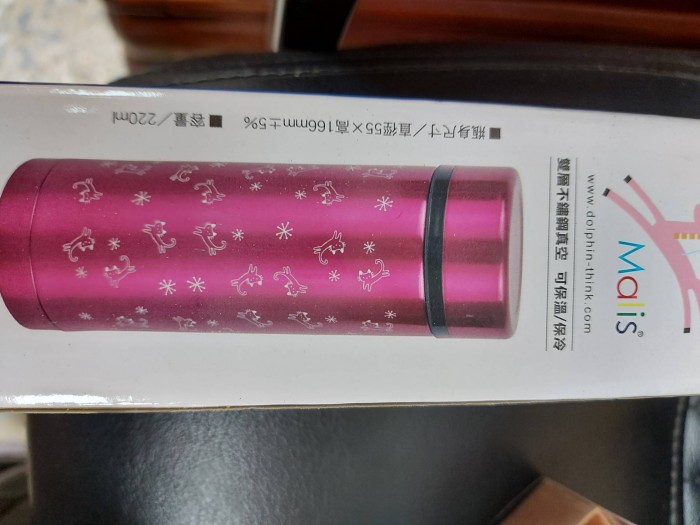 Malis®
www.dolphin-think.com
雙層不鏽鋼真空 可保溫/保冷
■瓶身尺寸／直徑55×高166mm±5%
■容量／220ml